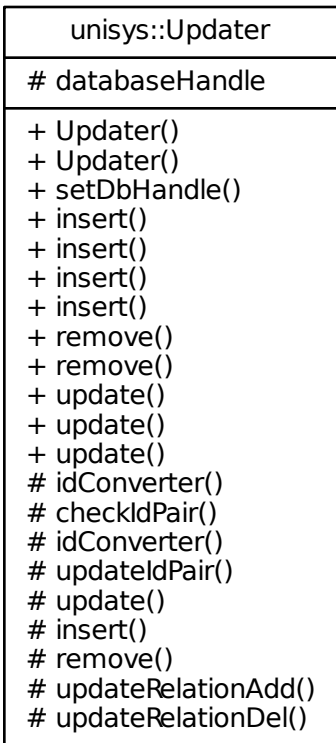 unisys::Updater
# databaseHandle
+ Updater()
+ Updater()
+ setDbHandle()
+ insert()
+ insert()
+ insert()
+ insert()
+ remove()
+ remove()
+ update()
+ update()
+ update()
# idConverter()
# checkIdPair()
# idConverter()
# updateIdPair()
# update()
# insert()
# remove()
# updateRelationAdd()
# updateRelationDel()